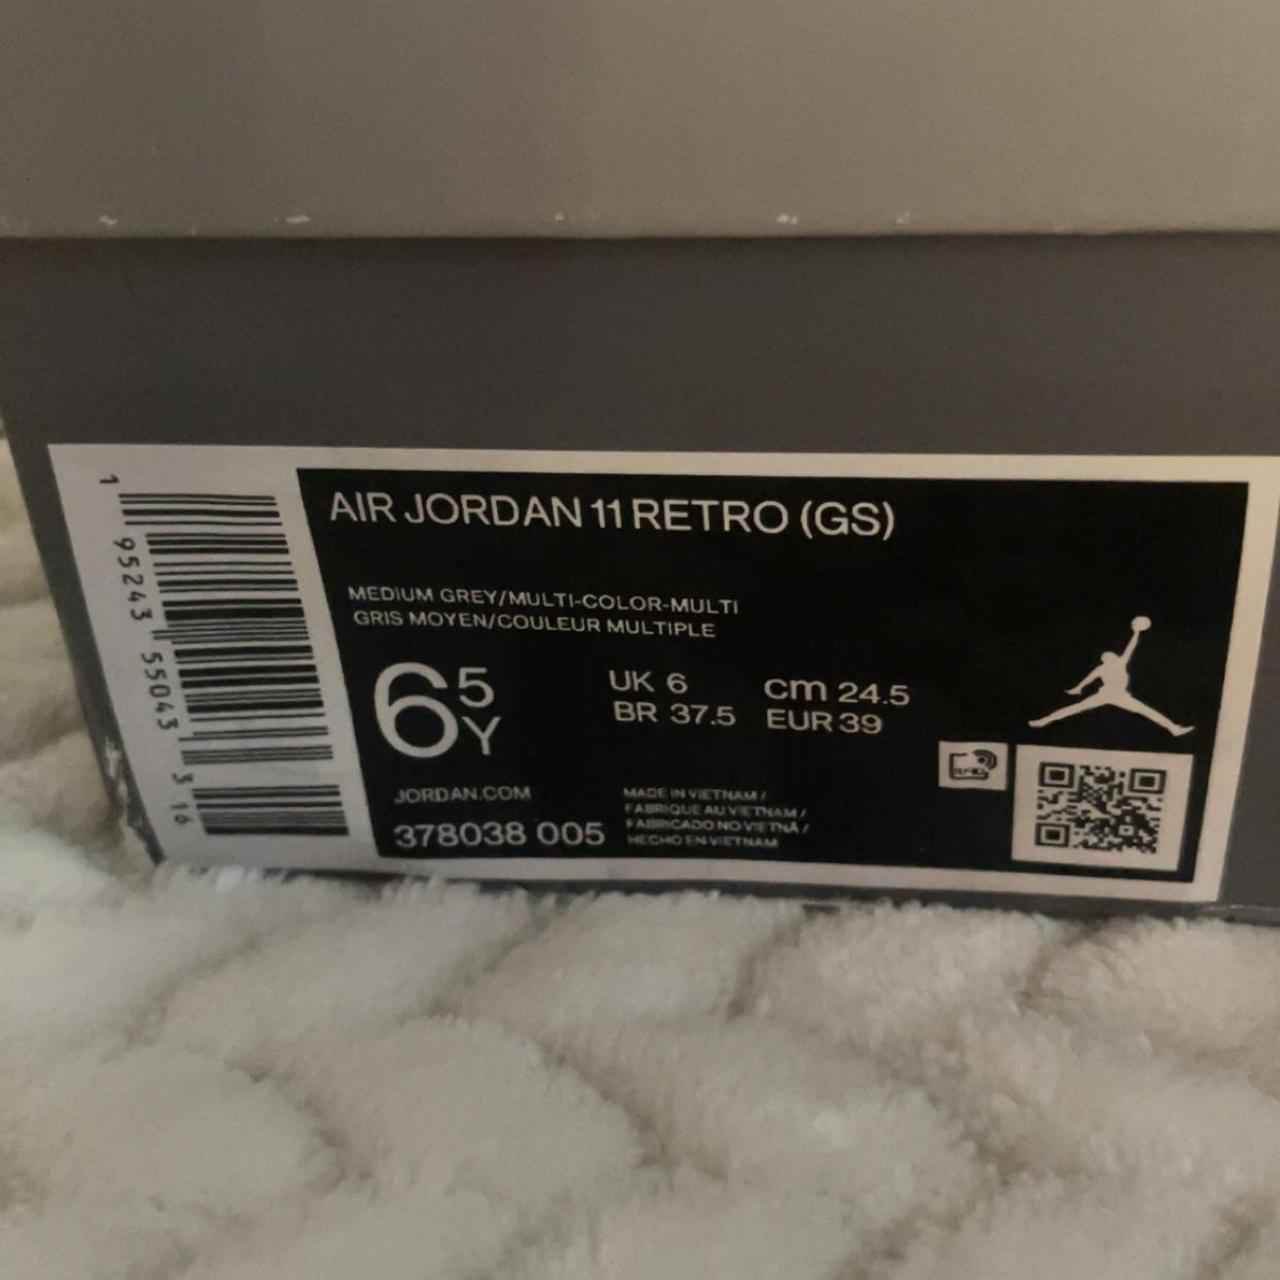 AIR JORDAN 11 RETRO (GS)
MEDIUM GREY/MULTI-COLOR-MULTI
GRIS MOYEN/COULEUR MULTIPLE
6 5 Y
UK 6 cm 24.5
BR 37.5 EUR 39
JORDAN.COM
378038 005
MADE IN VIETNAM /
FABRIQUE AU VIETNAM /
FABRICADO NO VIETNÃ /
HECHO EN VIETNAM
RFID
1 95243 55043 3 16